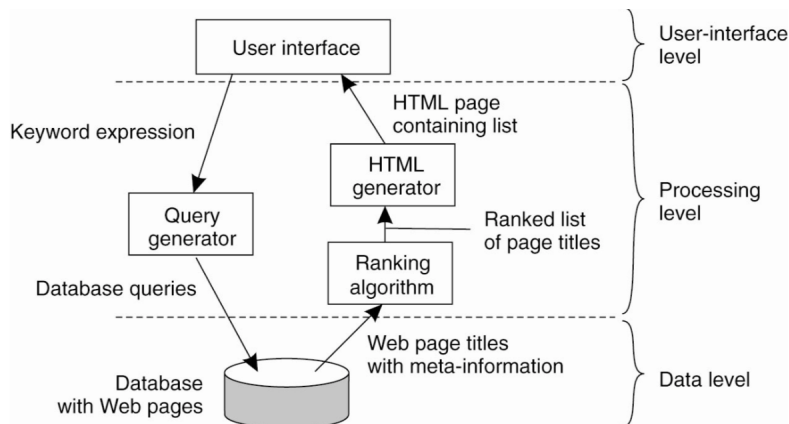 User interface
User-interface
level
Keyword expression
HTML page
containing list
HTML
generator
Query
generator
Ranked list
of page titles
Processing
level
Database queries
Ranking
algorithm
Web page titles
with meta-information
Database
with Web pages
Data level